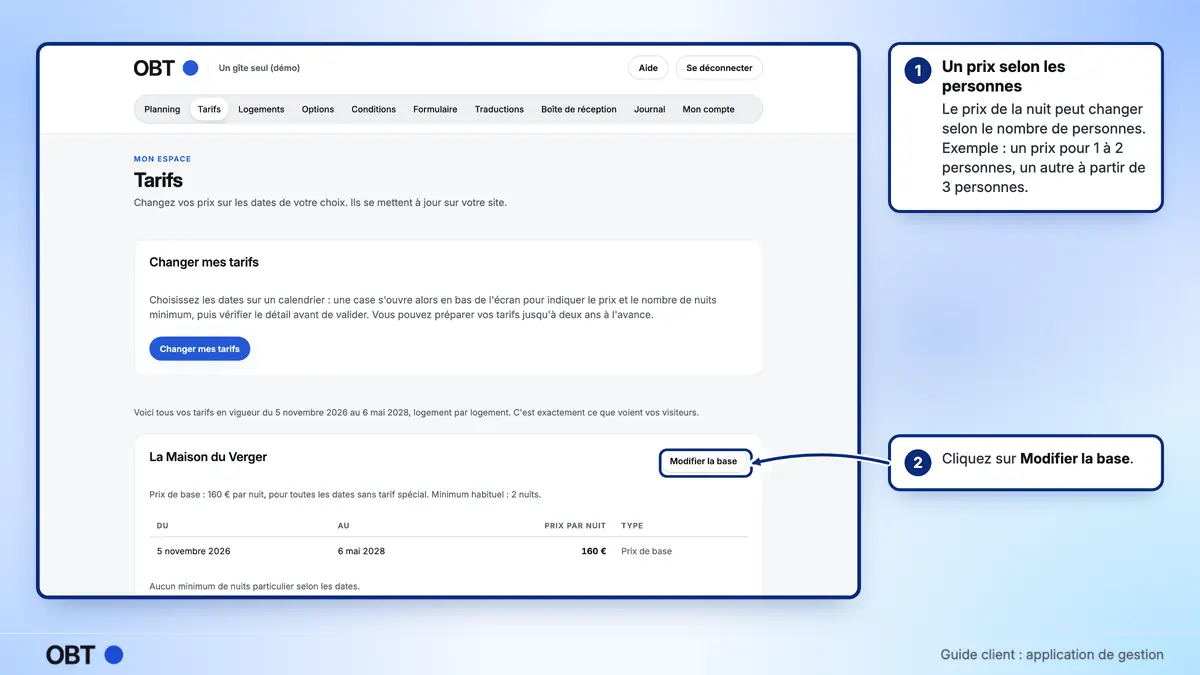 OBT
Un gîte seul (démo)
Aide
Se déconnecter
Planning
Tarifs
Logements
Options
Conditions
Formulaire
Traductions
Boîte de réception
Journal
Mon compte
MON ESPACE
Tarifs
Changez vos prix sur les dates de votre choix. Ils se mettent à jour sur votre site.
Changer mes tarifs
Choisissez les dates sur un calendrier : une case s'ouvre alors en bas de l'écran pour indiquer le prix et le nombre de nuits
minimum, puis vérifier le détail avant de valider. Vous pouvez préparer vos tarifs jusqu'à deux ans à l'avance.
Changer mes tarifs
Voici tous vos tarifs en vigueur du 5 novembre 2026 au 6 mai 2028, logement par logement. C'est exactement ce que voient vos visiteurs.
La Maison du Verger
Modifier la base
Prix de base : 160 € par nuit, pour toutes les dates sans tarif spécial. Minimum habituel : 2 nuits.
DU AU PRIX PAR NUIT TYPE
5 novembre 2026 6 mai 2028 160 € Prix de base
Aucun minimum de nuits particulier selon les dates.
1
Un prix selon les
personnes
Le prix de la nuit peut changer
selon le nombre de personnes.
Exemple : un prix pour 1 à 2
personnes, un autre à partir de
3 personnes.
2
Cliquez sur Modifier la base.
OBT
Guide client : application de gestion